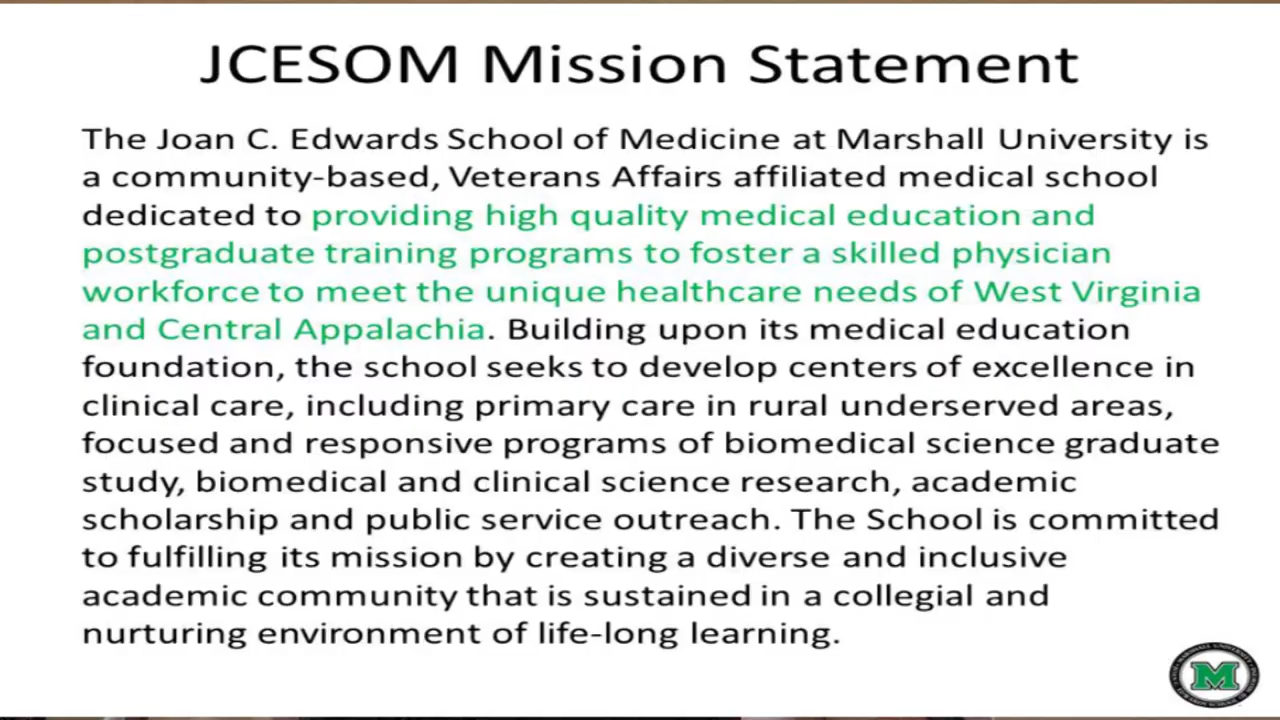 JCESOM Mission Statement
The Joan C. Edwards School of Medicine at Marshall University is
a community-based, Veterans Affairs affiliated medical school
dedicated to providing high quality medical education and
postgraduate training programs to foster a skilled physician
workforce to meet the unique healthcare needs of West Virginia
and Central Appalachia. Building upon its medical education
foundation, the school seeks to develop centers of excellence in
clinical care, including primary care in rural underserved areas,
focused and responsive programs of biomedical science graduate
study, biomedical and clinical science research, academic
scholarship and public service outreach. The School is committed
to fulfilling its mission by creating a diverse and inclusive
academic community that is sustained in a collegial and
nurturing environment of life-long learning.
M